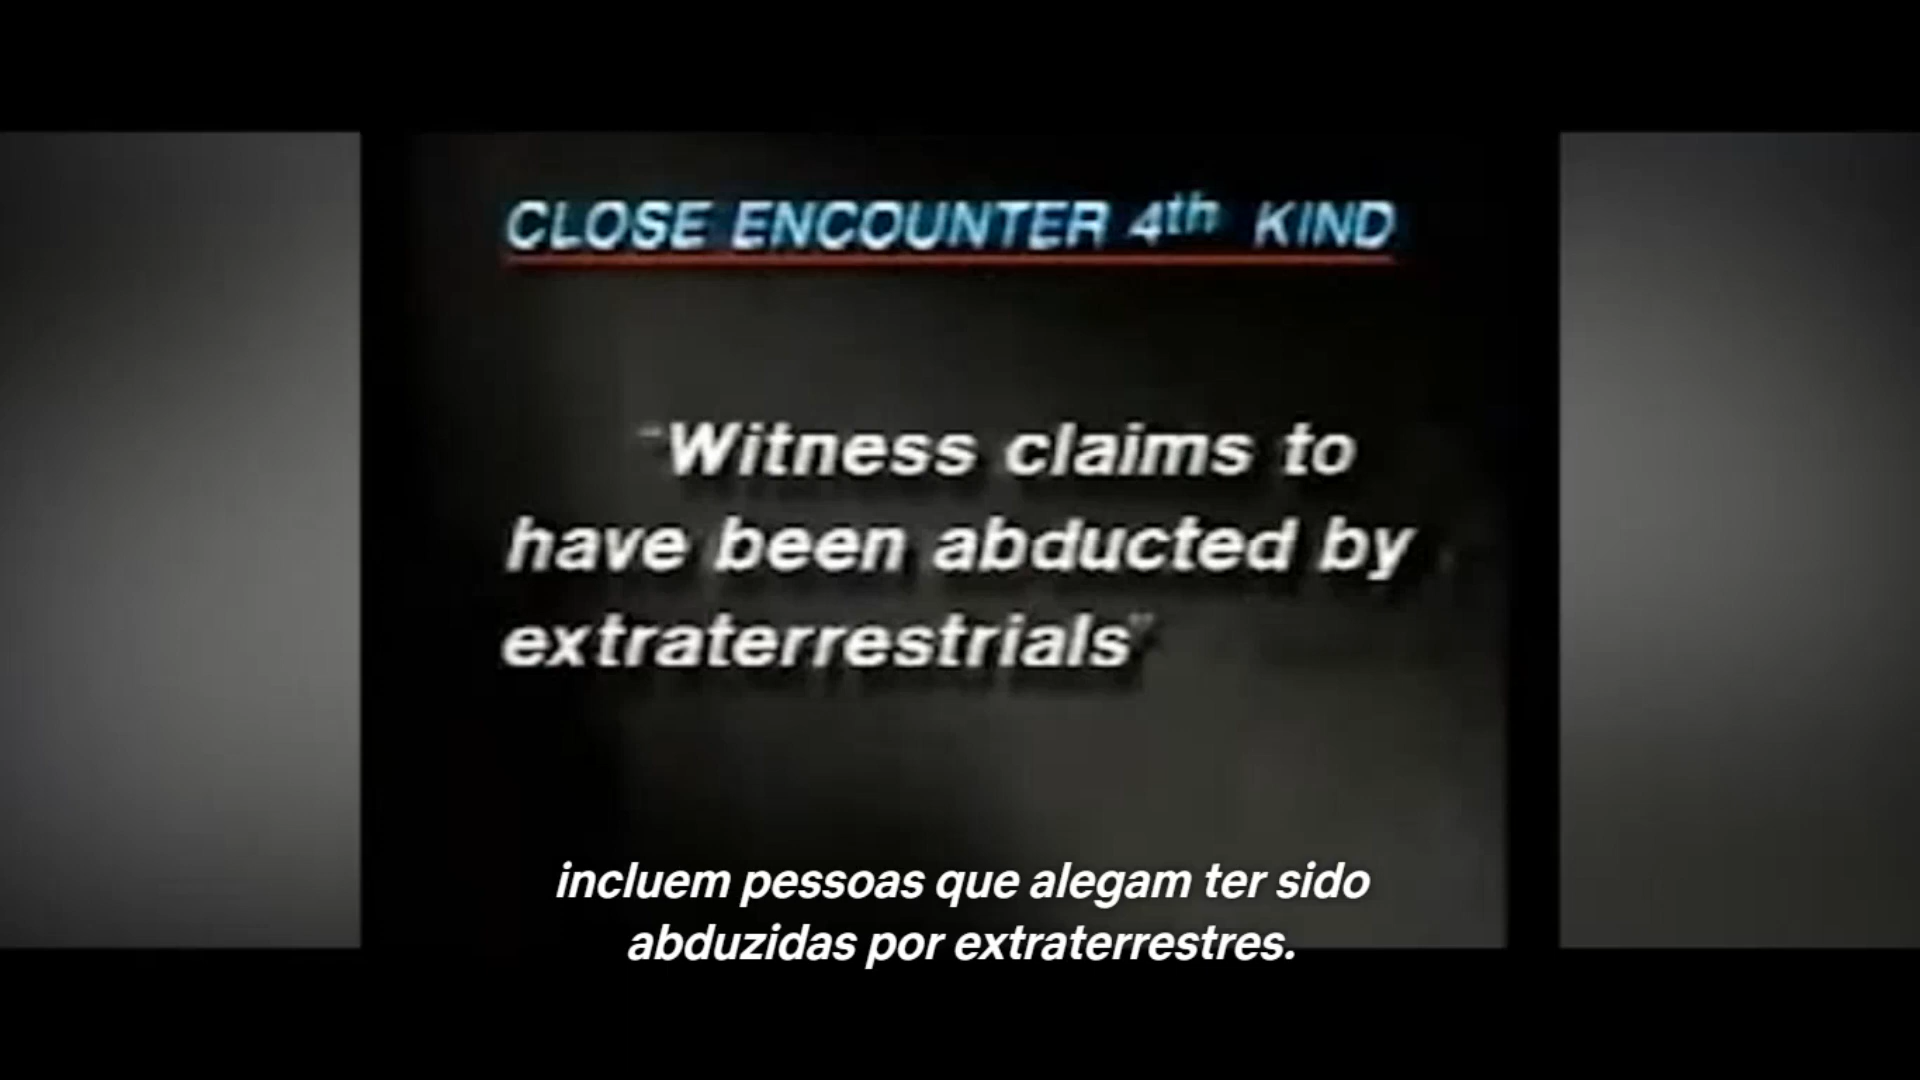 CLOSE ENCOUNTER 4th KIND
"Witness claims to
have been abducted by
extraterrestrials"
incluem pessoas que alegam ter sido
abduzidas por extraterrestres.